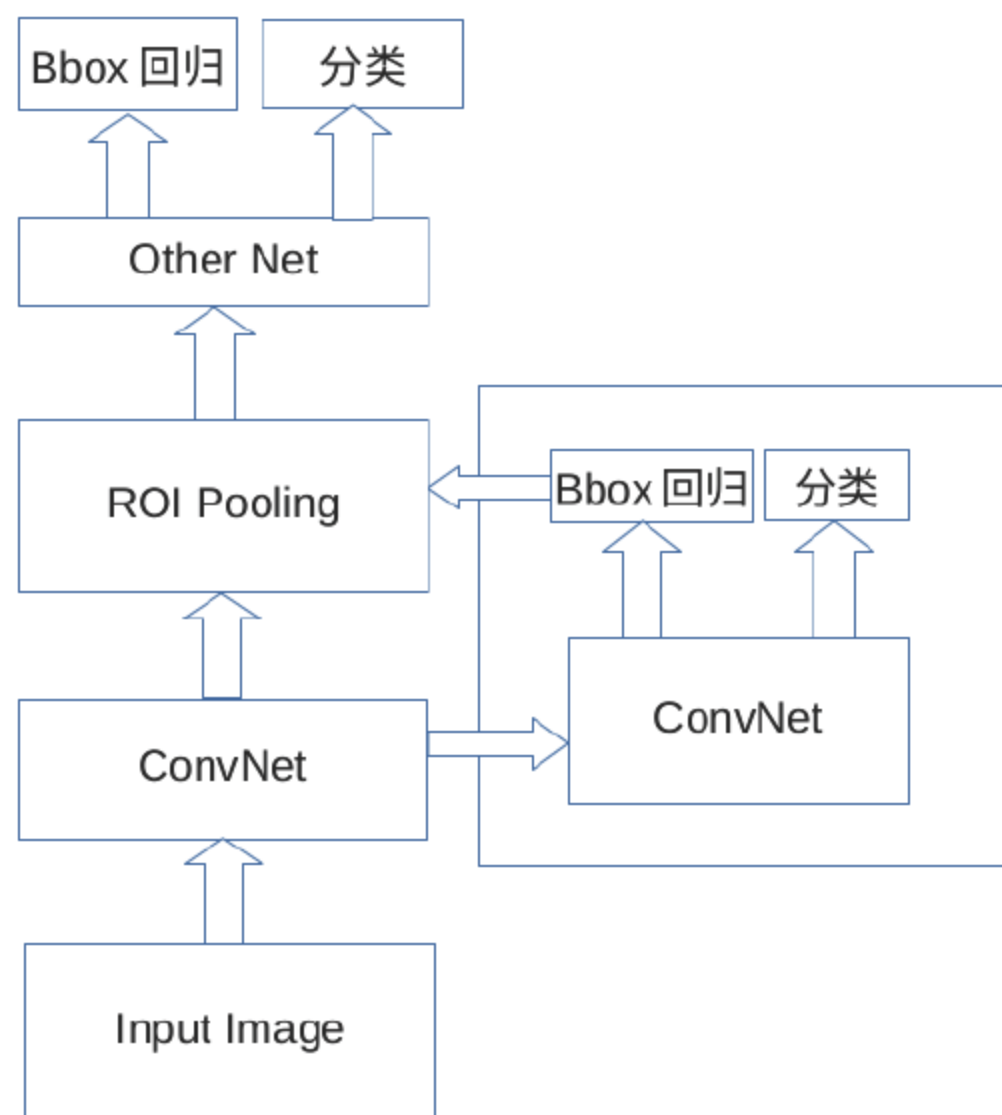 Bbox 回归
分类
Other Net
ROI Pooling
Bbox 回归
分类
ConvNet
ConvNet
Input Image